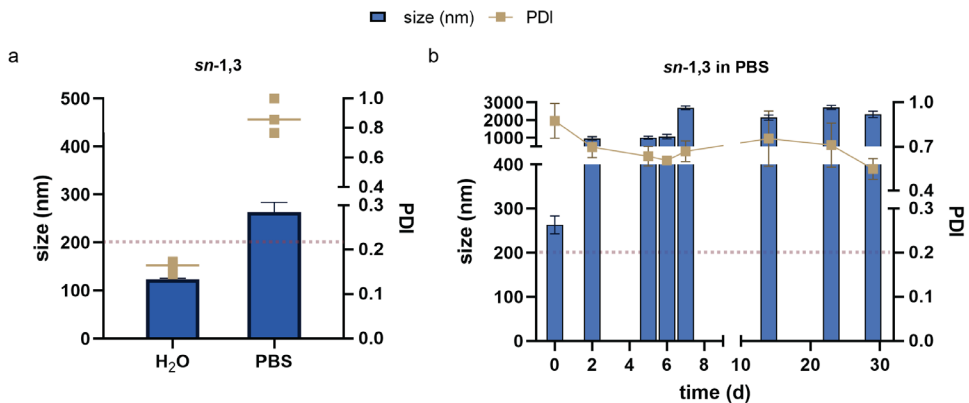 size (nm) PDI
a
sn-1,3
500
400
300
200
100
0
size (nm)
1.0
0.8
0.6
0.4
0.3
0.2
0.1
0.0
PDI
H₂O PBS
b
sn-1,3 in PBS
3000
2000
1000
400
300
200
100
0
size (nm)
1.0
0.7
0.4
0.3
0.2
0.1
0.0
PDI
0 2 4 6 8 10 20 30
time (d)